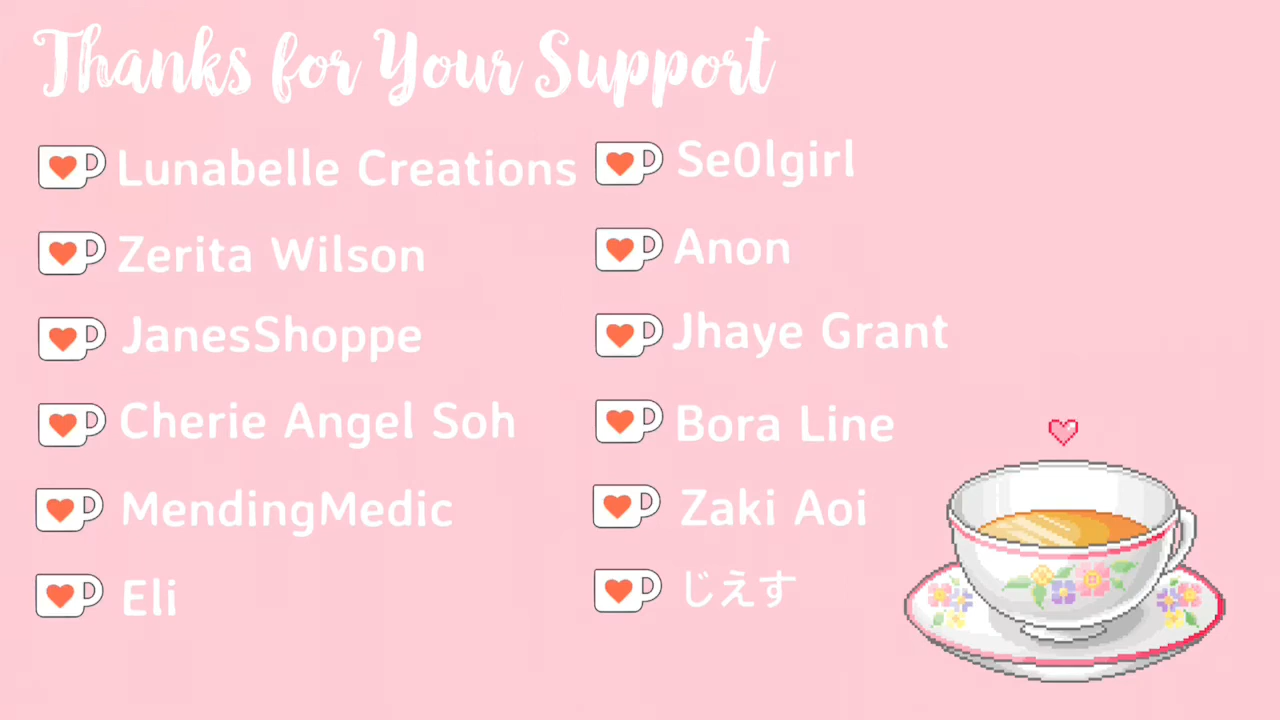 Thanks for Your Support
Lunabelle Creations
Zerita Wilson
JanesShoppe
Cherie Angel Soh
MendingMedic
Eli
Se0lgirl
Anon
Jhaye Grant
Bora Line
Zaki Aoi
じえす